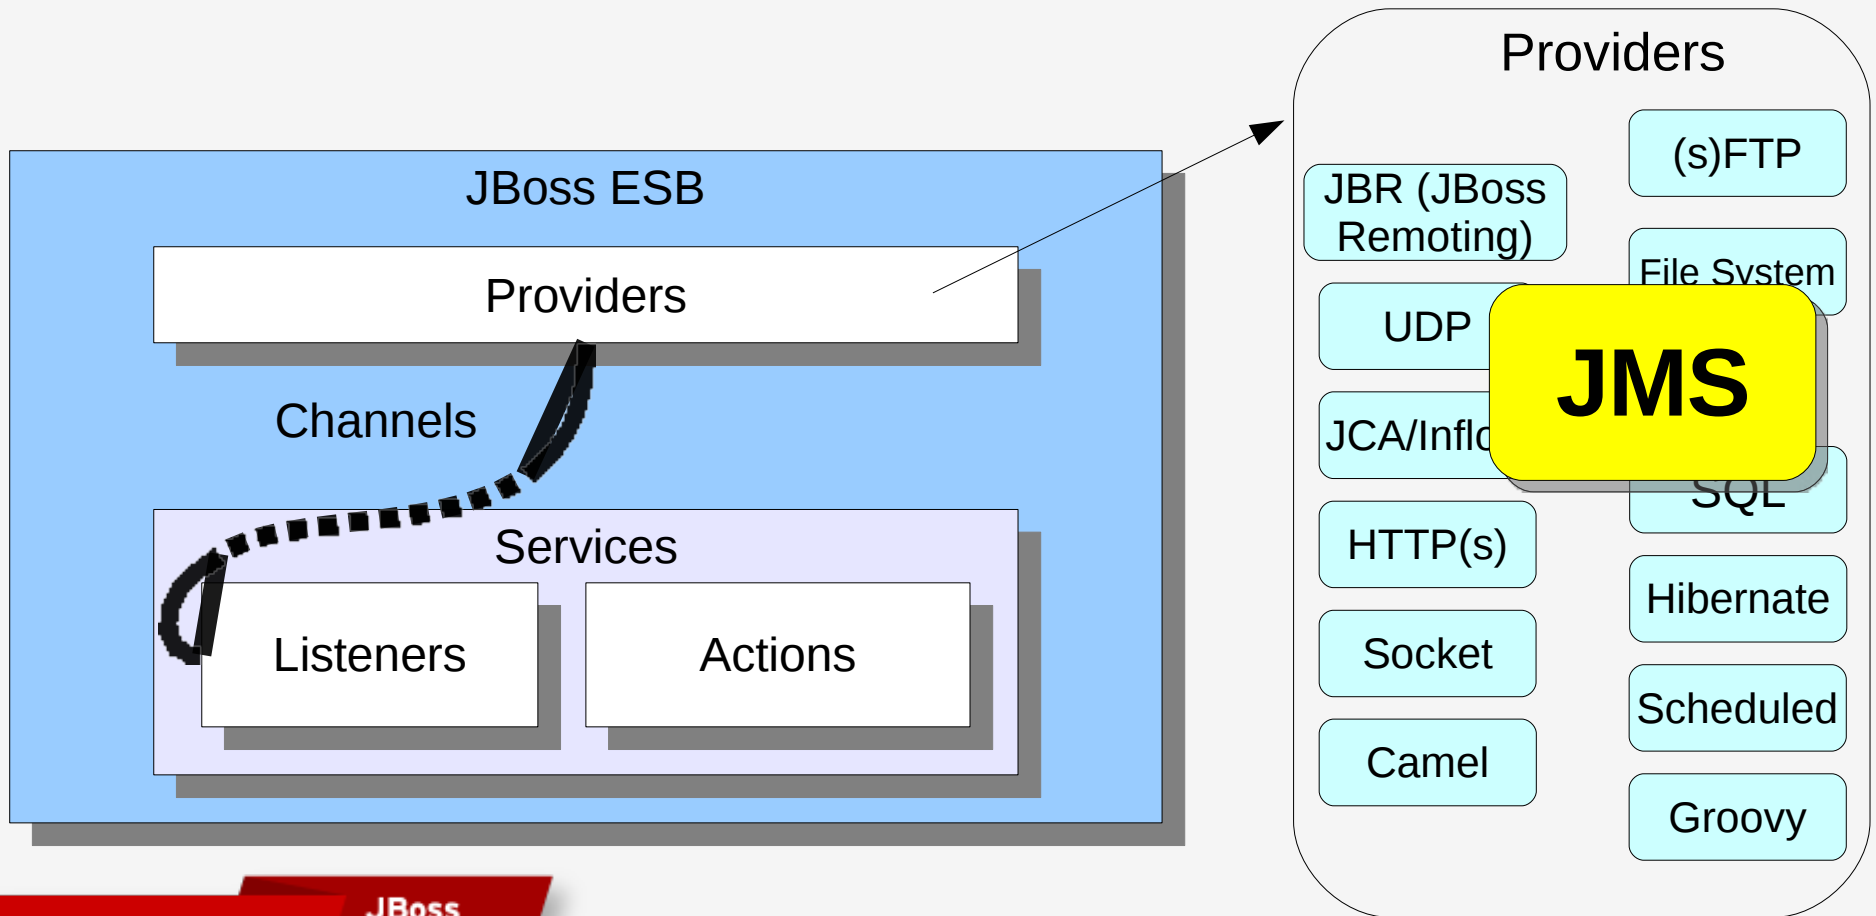 JBoss ESB
Providers
Channels
Services
Listeners
Actions
Providers
JBR (JBoss
Remoting)
UDP
JCA/Inflo
HTTP(s)
Socket
Camel
(s)FTP
File System
JMS
SQL
Hibernate
Scheduled
Groovy
JBoss